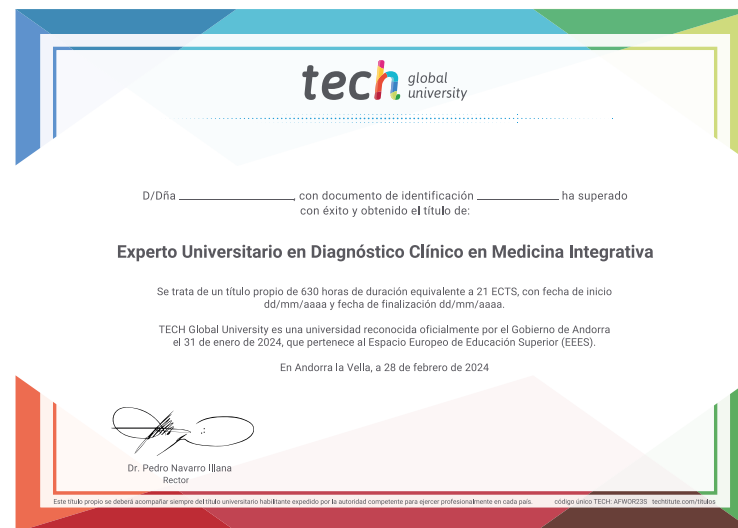 tech global university
D/Dña ____________, con documento de identificación ____________ ha superado
con éxito y obtenido el título de:
Experto Universitario en Diagnóstico Clínico en Medicina Integrativa
Se trata de un título propio de 630 horas de duración equivalente a 21 ECTS, con fecha de inicio
dd/mm/aaaa y fecha de finalización dd/mm/aaaa.
TECH Global University es una universidad reconocida oficialmente por el Gobierno de Andorra
el 31 de enero de 2024, que pertenece al Espacio Europeo de Educación Superior (EEES).
En Andorra la Vella, a 28 de febrero de 2024
Dr. Pedro Navarro Illana
Rector
Este título propio se deberá acompañar siempre del título universitario habilitante expedido por la autoridad competente para ejercer profesionalmente en cada país. código único TECH: AFWOR23S techtitute.com/titulos